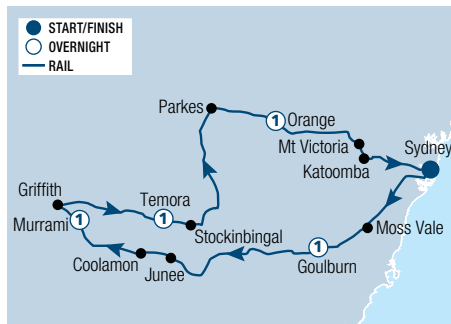 START/FINISH
1 OVERNIGHT
RAIL
Parkes
1 Orange
Mt Victoria
Sydney
Katoomba
Griffith
Temora
Murrami
1
1
Stockinbingal
Moss Vale
1
Coolamon
Junee
Goulburn